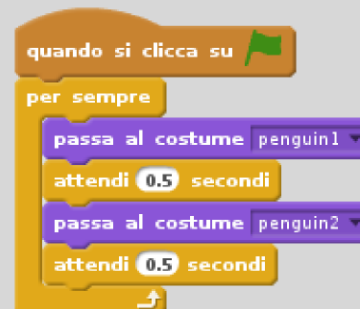 quando si clicca su
per sempre
passa al costume penguin1
attendi 0.5 secondi
passa al costume penguin2
attendi 0.5 secondi